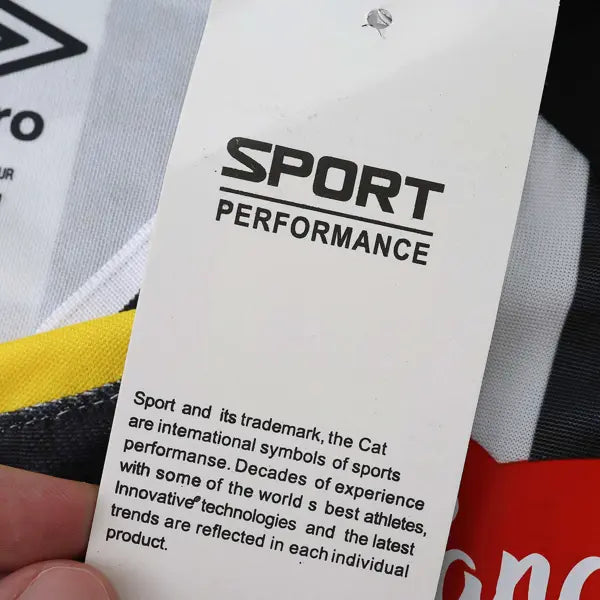 ro
UR
SPORT
PERFORMANCE
Sport and its trademark, the Cat
are international symbols of sports
performanse. Decades of experience
with some of the world s best athletes,
Innovative technologies and the latest
trends are reflected in each individual
product.